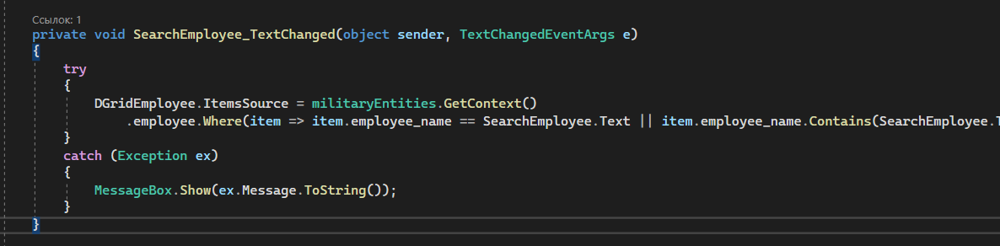 Ссылок: 1
private void SearchEmployee_TextChanged(object sender, TextChangedEventArgs e)
{
try
{
DGridEmployee.ItemsSource = militaryEntities.GetContext()
.employee.Where(item => item.employee_name == SearchEmployee.Text || item.employee_name.Contains(SearchEmployee.
}
catch (Exception ex)
{
MessageBox.Show(ex.Message.ToString());
}
}